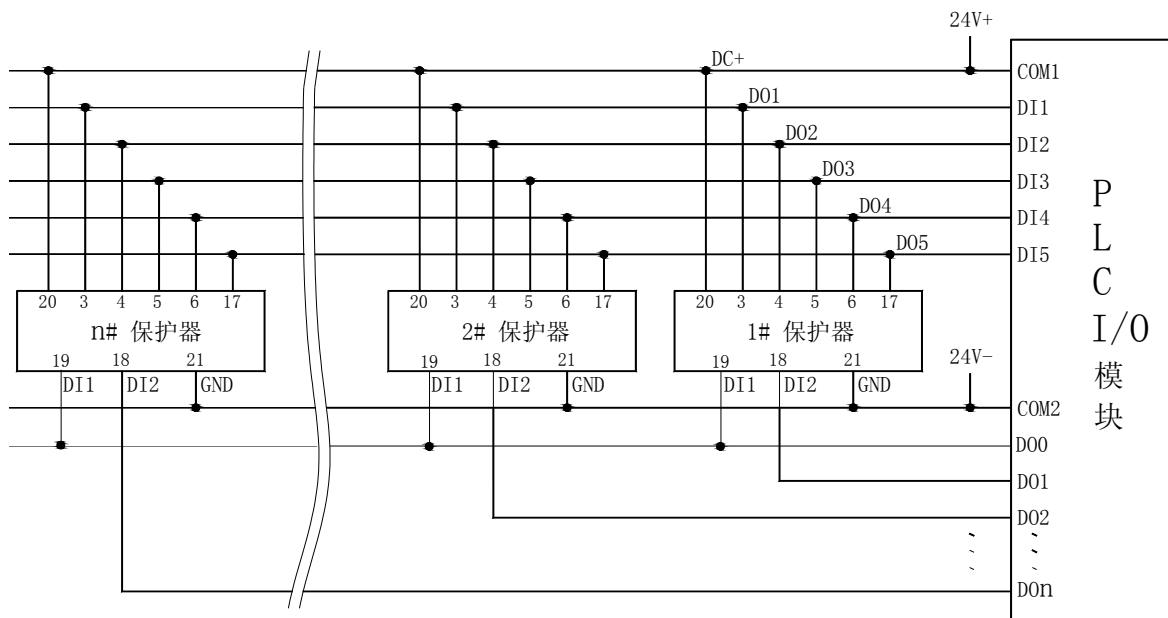 24V+
DC+ COM1
DO1 DI1
DO2 DI2
DO3 DI3
DO4 DI4
DO5 DI5
20 3 4 5 6 17 20 3 4 5 6 17 20 3 4 5 6 17
n# 保护器 2# 保护器 1# 保护器
19 18 21 19 18 21 19 18 21 24V-
DI1 DI2 GND DI1 DI2 GND DI1 DI2 GND
COM2
DO0
DO1
DO2
DOn
P
L
C
I/O
模
块